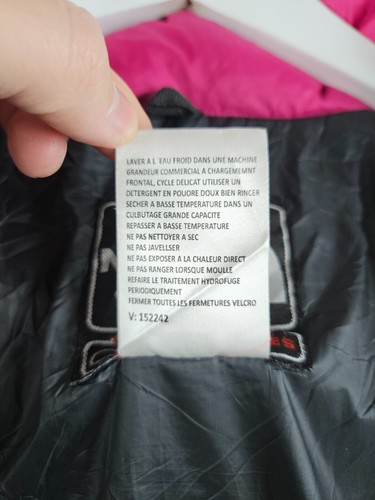 LAVER A L 'EAU FROID DANS UNE MACHINE
GRANDEUR COMMERCIAL A CHARGEMEMNT
FRONTAL, CYCLE DELICAT UTILISER UN
DETERGENT EN POUDRE DOUX BIEN RINCER
SECHER A BASSE TEMPERATURE DANS UN
CULBUTAGE GRANDE CAPACITE
REPASSER A BASSE TEMPERATURE
NE PAS NETTOYER A SEC
NE PAS JAVELLSER
NE PAS EXPOSER A LA CHALEUR DIRECT
NE PAS RANGER LORSQUE MOULLE
REFAIRE LE TRAITEMENT HYDROFUGE
PERIODIQUEMENT
FERMER TOUTES LES FERMETURES VELCRO
V: 152242